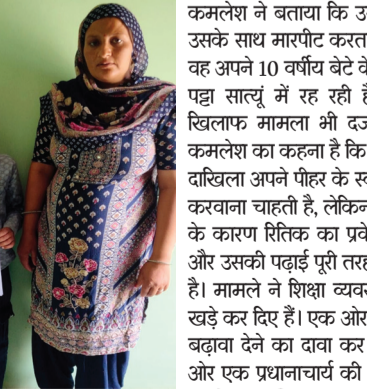 कमलेश ने बताया कि
उसके साथ मारपीट करता
वह अपने 10 वर्षीय बेटे के
पट्टा सात्यूं में रह रही
खिलाफ मामला भी
कमलेश का कहना है कि
दाखिला अपने पीहर के
करवाना चाहती है, लेकिन
के कारण रितिक का
और उसकी पढ़ाई पूरी तरह
है। मामले ने शिक्षा
खड़े कर दिए हैं। एक ओर
बढ़ावा देने का दावा कर
ओर एक प्रधानाचार्य की